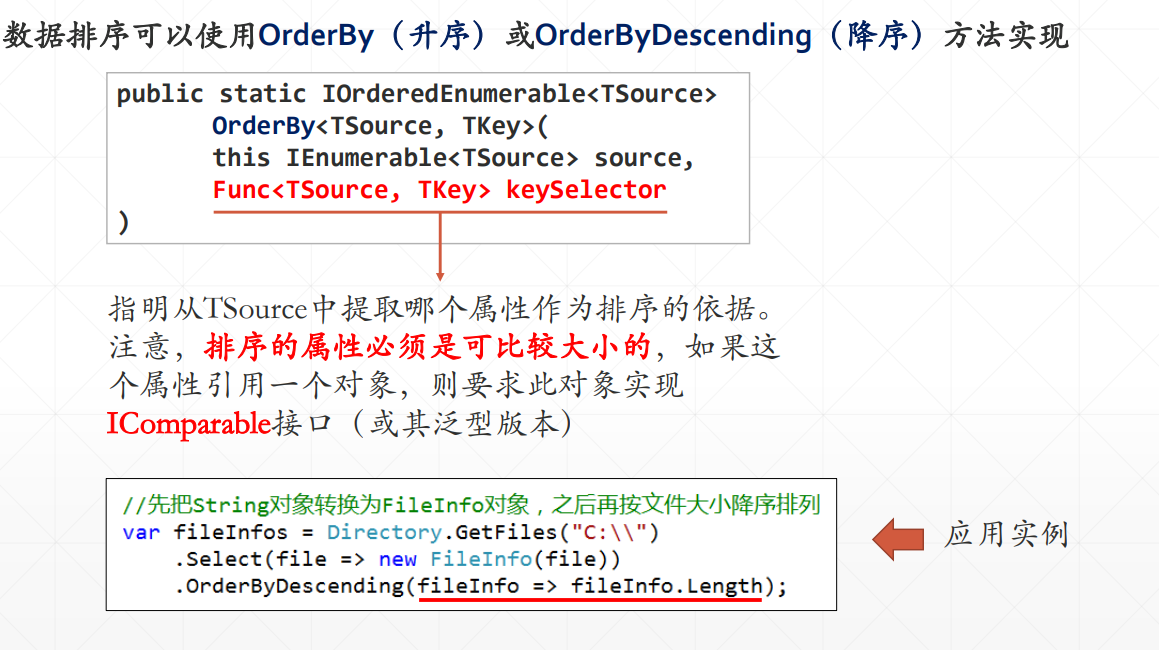 数据排序可以使用OrderBy（升序）或OrderByDescending（降序）方法实现
public static IOrderedEnumerable<TSource>
OrderBy<TSource, TKey>(
this IEnumerable<TSource> source,
Func<TSource, TKey> keySelector
)
指明从TSource中提取哪个属性作为排序的依据。
注意，排序的属性必须是可比较大小的，如果这
个属性引用一个对象，则要求此对象实现
IComparable接口（或其泛型版本）
//先把String对象转换为FileInfo对象，之后再按文件大小降序排列
var fileInfos = Directory.GetFiles("C:\\")
.Select(file => new FileInfo(file))
.OrderByDescending(fileInfo => fileInfo.Length);
应用实例